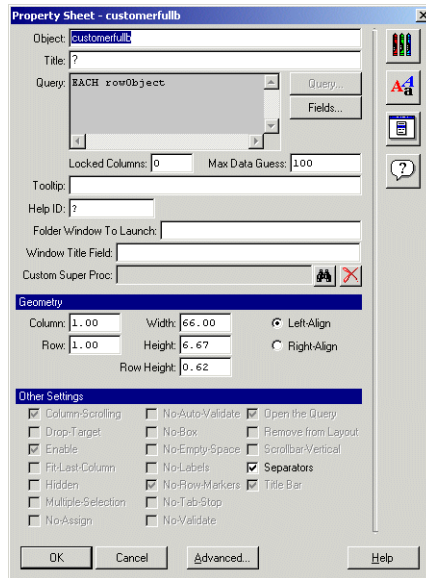 Property Sheet - customerfullb
Object: customerfullb
Title: ?
Query: EACH rowObject
Query...
Fields...
Locked Columns: 0 Max Data Guess: 100
Tooltip:
Help ID: ?
Folder Window To Launch:
Window Title Field:
Custom Super Proc:
Geometry
Column: 1.00 Width: 66.00 Left-Align
Row: 1.00 Height: 6.67 Right-Align
Row Height: 0.62
Other Settings
Column-Scrolling No-Auto-Validate Open the Query
Drop-Target No-Box Remove from Layout
Enable No-Empty-Space Scrollbar-Vertical
Fit-Last-Column No-Labels Separators
Hidden No-Row-Markers Title Bar
Multiple-Selection No-Tab-Stop
No-Assign No-Validate
OK Cancel Advanced... Help